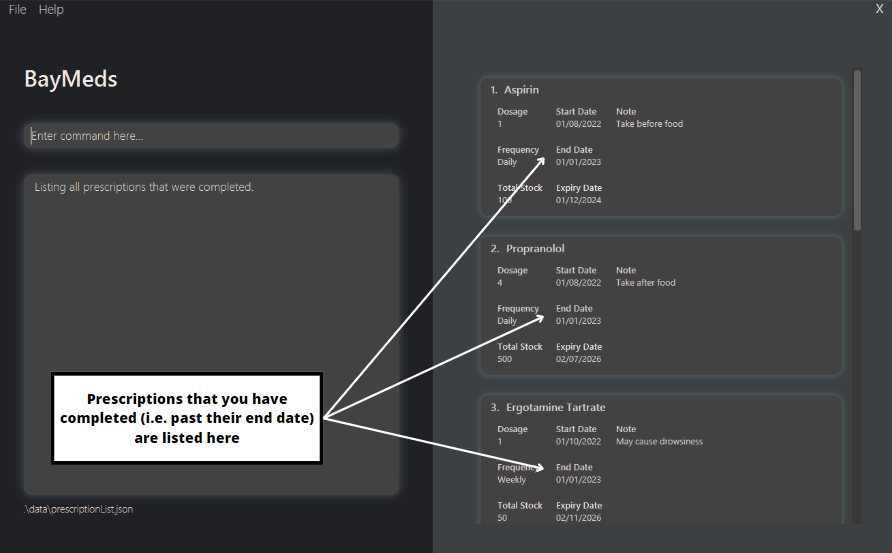 File Help X
BayMeds
Enter command here...
Listing all prescriptions that were completed.
Prescriptions that you have
completed (i.e. past their end date)
are listed here
.\data\prescriptionList.json
1. Aspirin
Dosage Start Date Note
1 01/08/2022 Take before food
Frequency End Date
Daily 01/01/2023
Total Stock Expiry Date
100 01/12/2024
2. Propranolol
Dosage Start Date Note
4 01/08/2022 Take after food
Frequency End Date
Daily 01/01/2023
Total Stock Expiry Date
500 02/07/2026
3. Ergotamine Tartrate
Dosage Start Date Note
1 01/10/2022 May cause drowsiness
Frequency End Date
Weekly 01/01/2023
Total Stock Expiry Date
50 02/11/2026